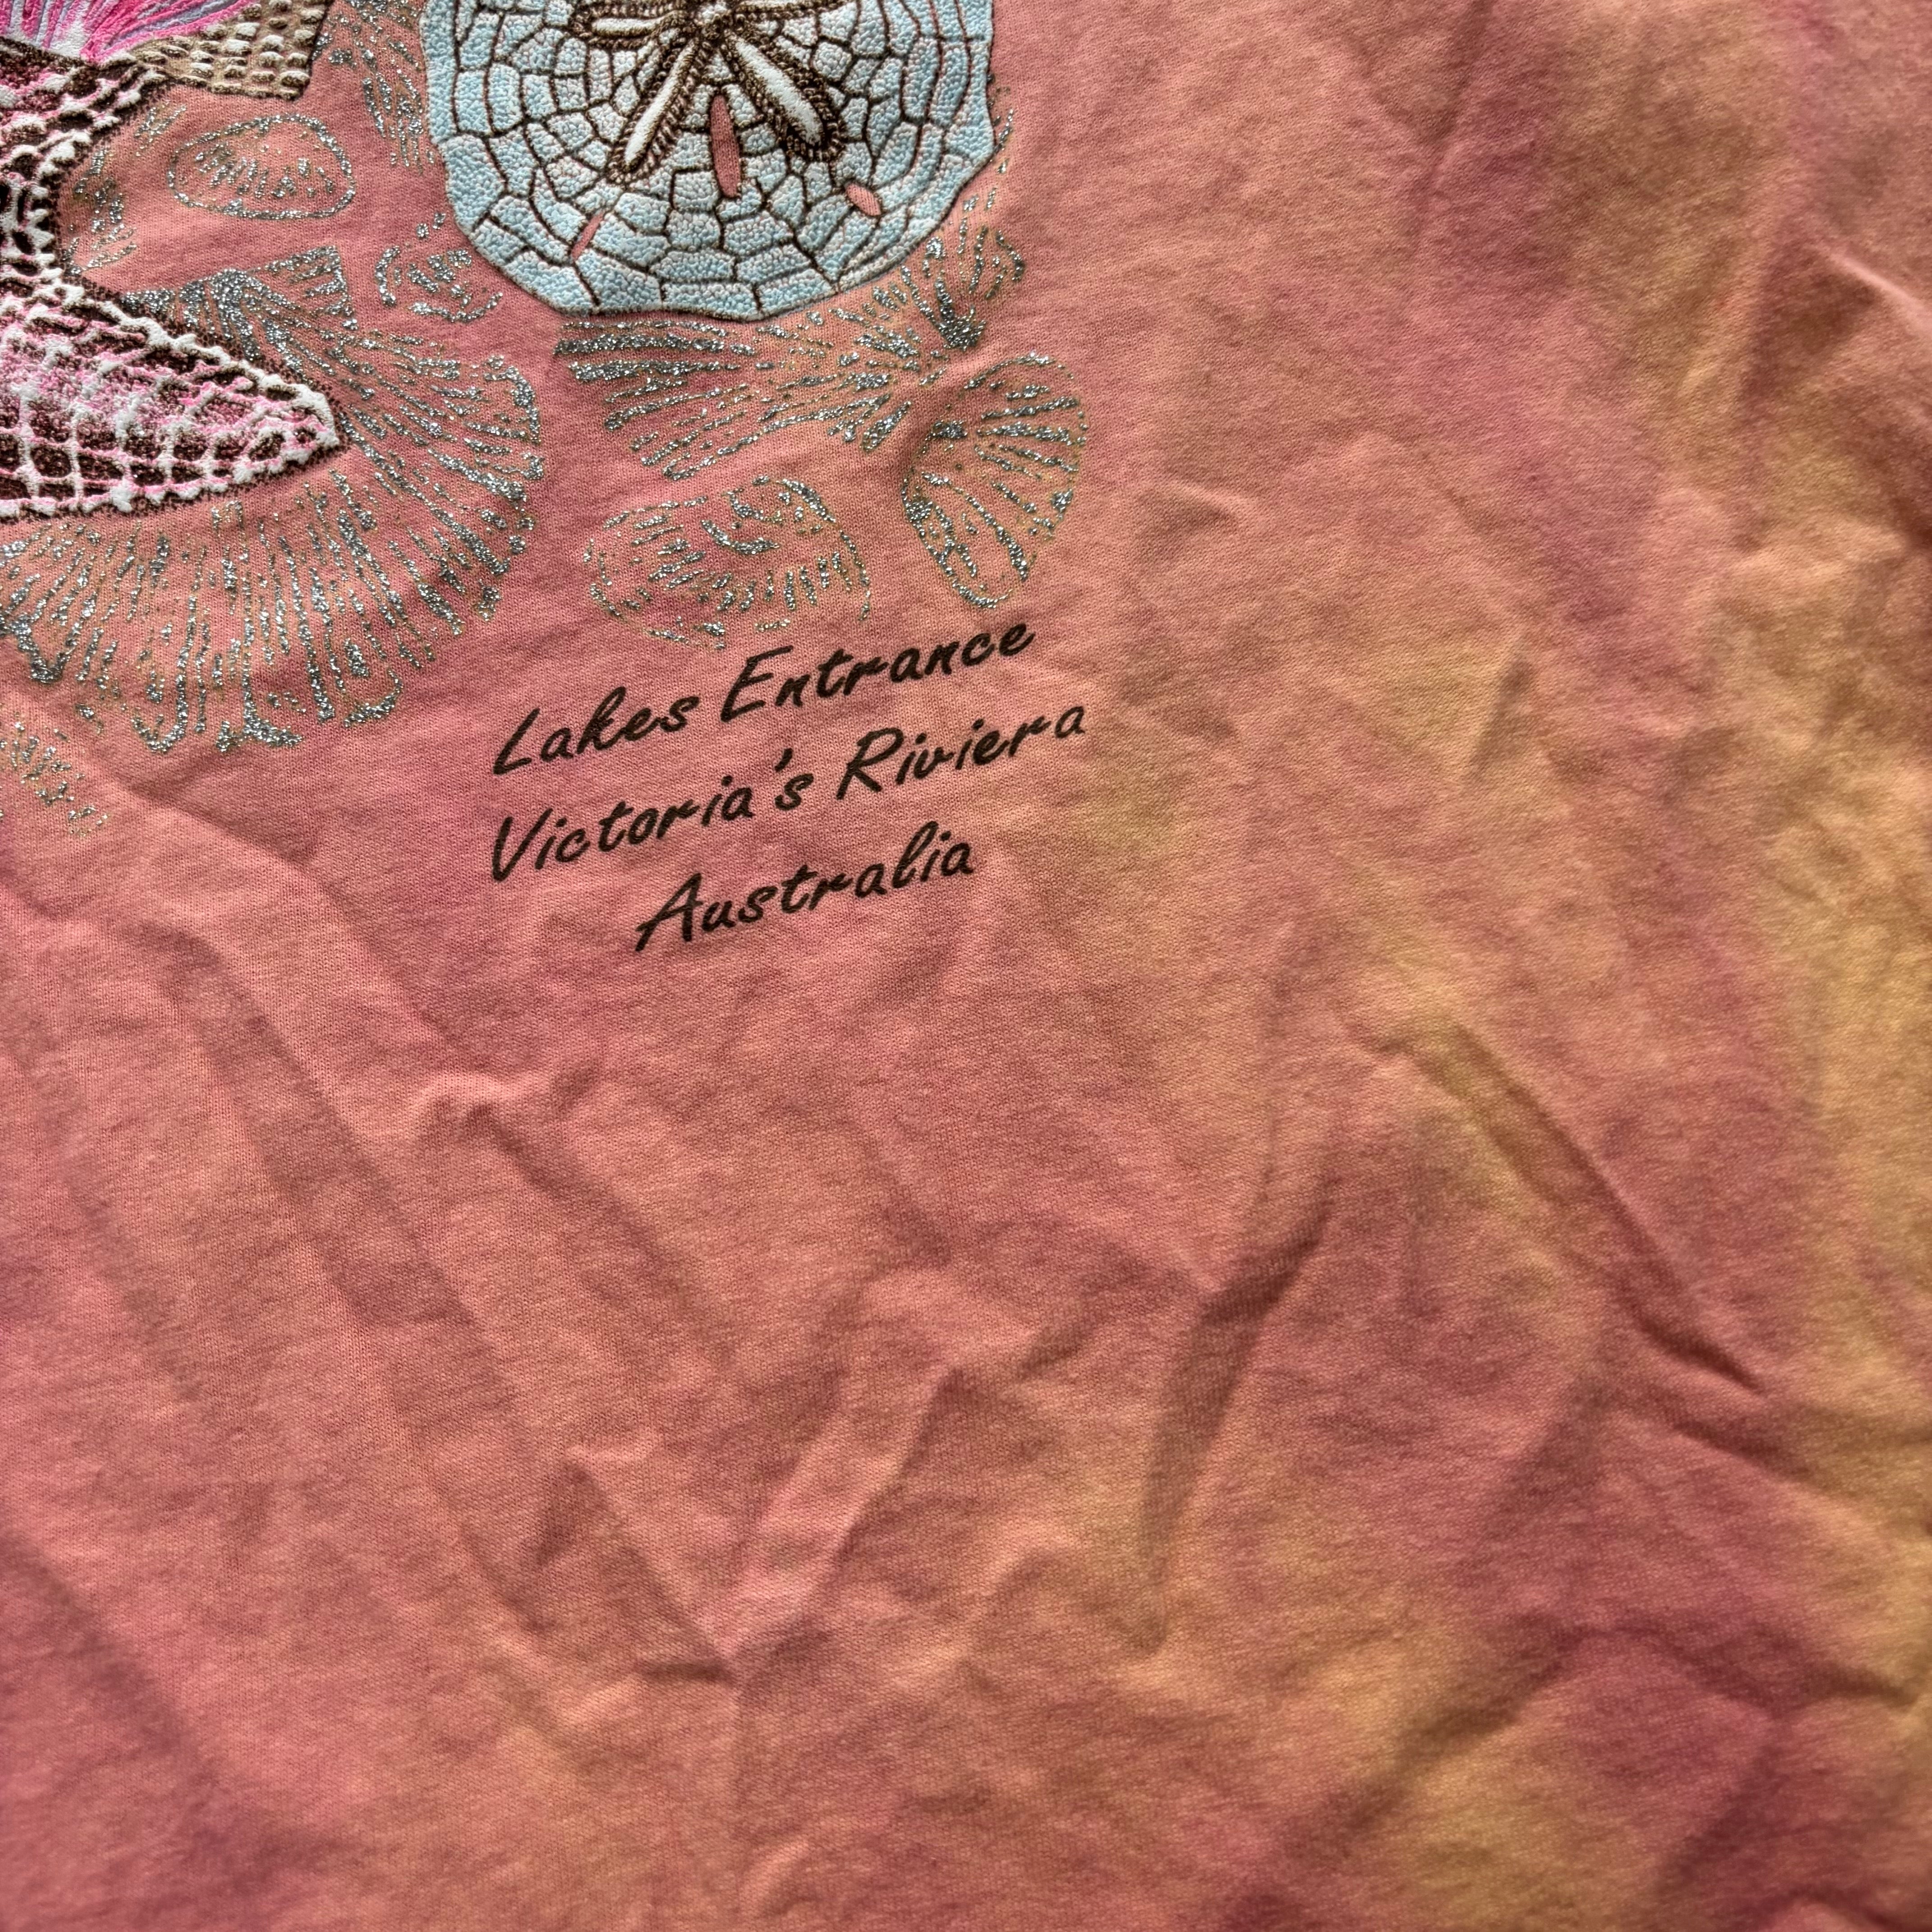 Lakes Entrance
Victoria's Riviera
Australia